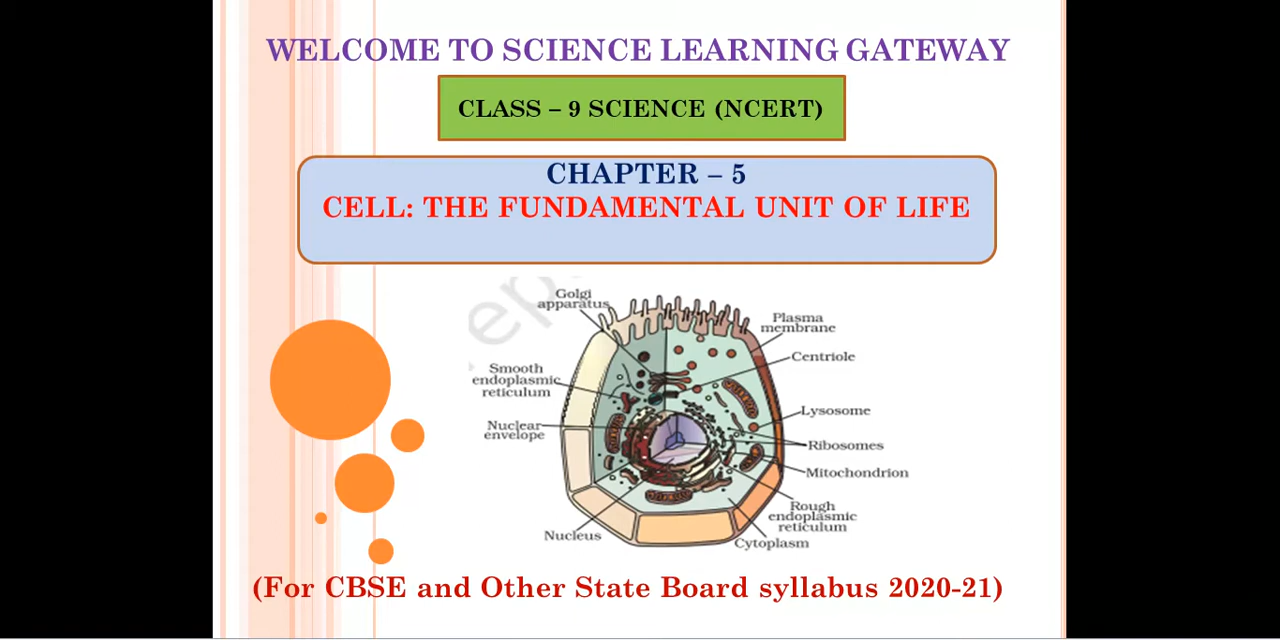 WELCOME TO SCIENCE LEARNING GATEWAY
CLASS – 9 SCIENCE (NCERT)
CHAPTER – 5
CELL: THE FUNDAMENTAL UNIT OF LIFE
Golgi
apparatus
Plasma
membrane
Centriole
Smooth
endoplasmic
reticulum
Lysosome
Nuclear
envelope
Ribosomes
Mitochondrion
Rough
endoplasmic
reticulum
Nucleus
Cytoplasm
(For CBSE and Other State Board syllabus 2020-21)